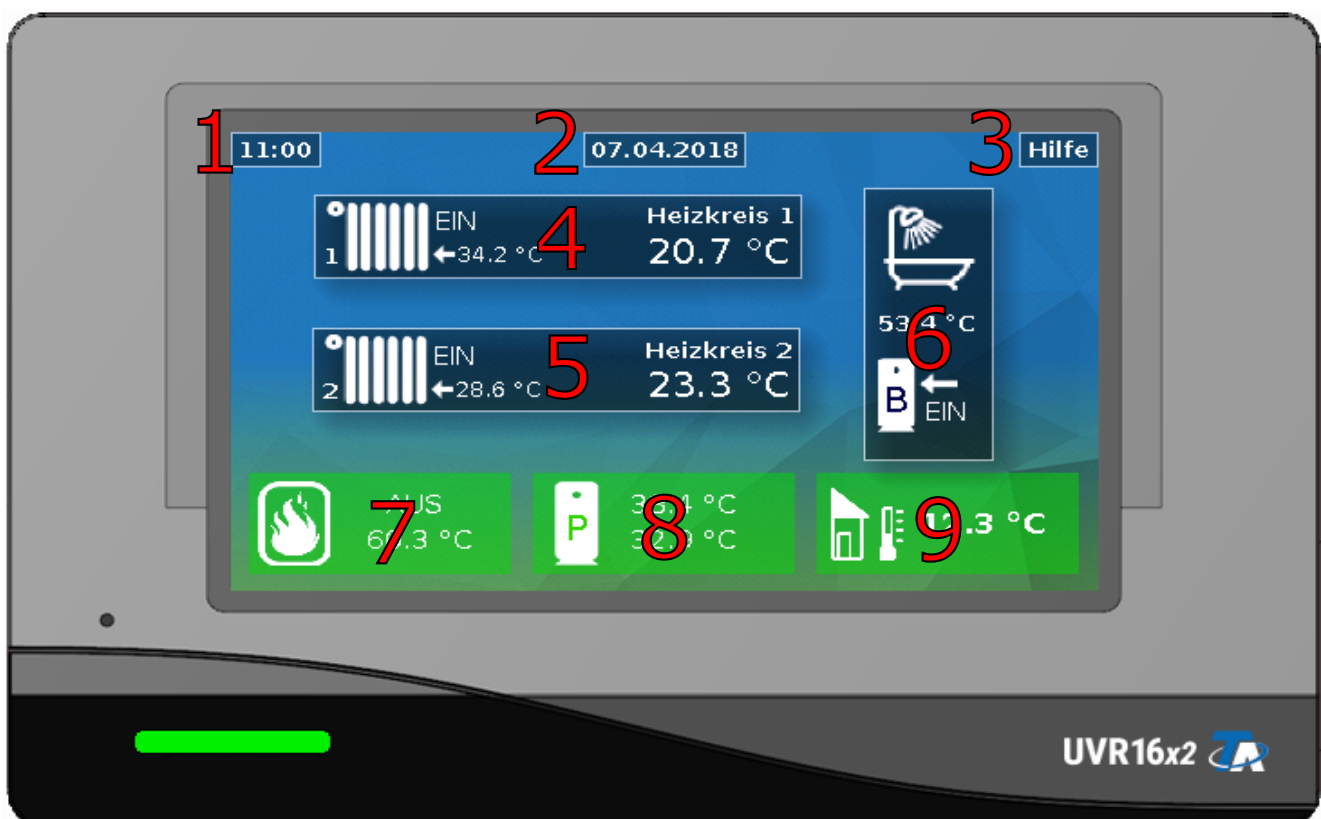 1 11:00
2 07.04.2018
3 Hilfe
1 EIN ←34.2 °C
4
Heizkreis 1
20.7 °C
2 EIN ←28.6 °C
5
Heizkreis 2
23.3 °C
°C
6
B ← EIN
7
AUS
°C
P
8
°C
°C
9
°C
UVR16x2 TA